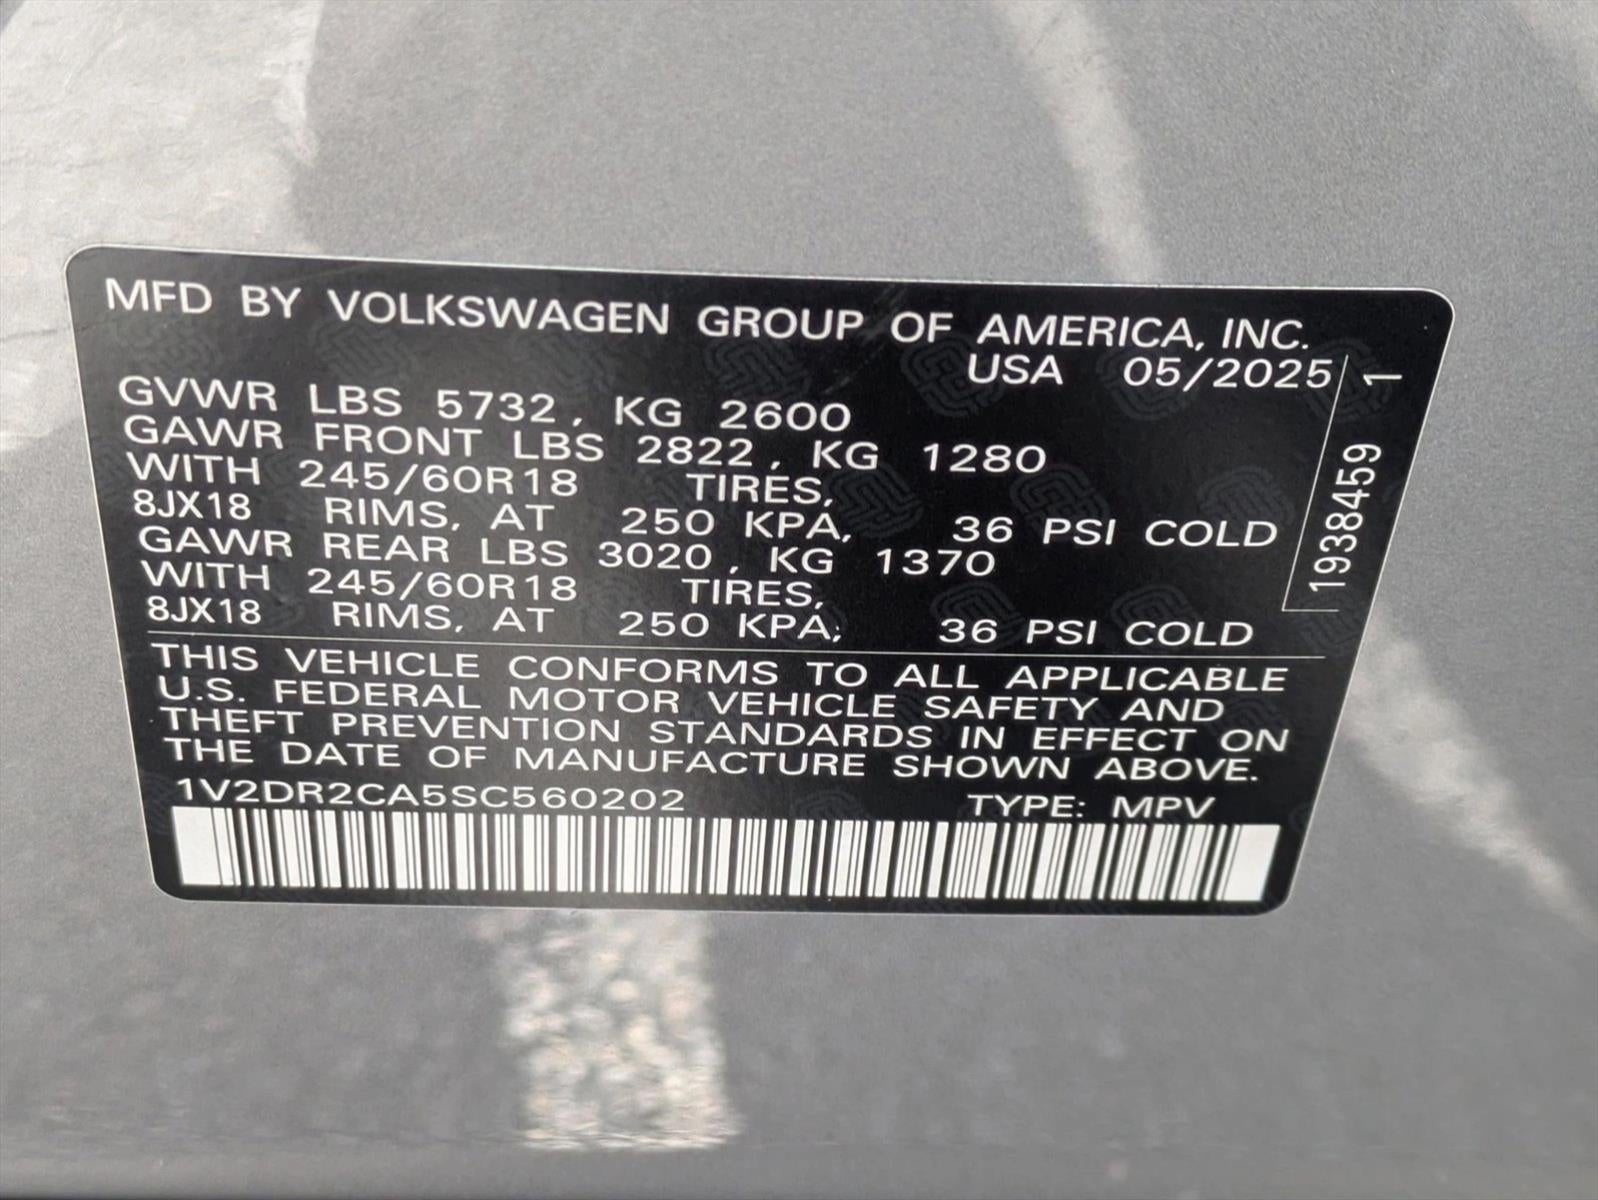 MFD BY VOLKSWAGEN GROUP OF AMERICA, INC.
USA 05/2025
GVWR LBS 5732, KG 2600
GAWR FRONT LBS 2822, KG 1280
WITH 245/60R18 TIRES,
8JX18 RIMS, AT 250 KPA, 36 PSI COLD
GAWR REAR LBS 3020, KG 1370
WITH 245/60R18 TIRES,
8JX18 RIMS, AT 250 KPA; 36 PSI COLD
THIS VEHICLE CONFORMS TO ALL APPLICABLE
U.S. FEDERAL MOTOR VEHICLE SAFETY AND
THEFT PREVENTION STANDARDS IN EFFECT ON
THE DATE OF MANUFACTURE SHOWN ABOVE.
1V2DR2CA5SC560202 TYPE: MPV
1938459 1